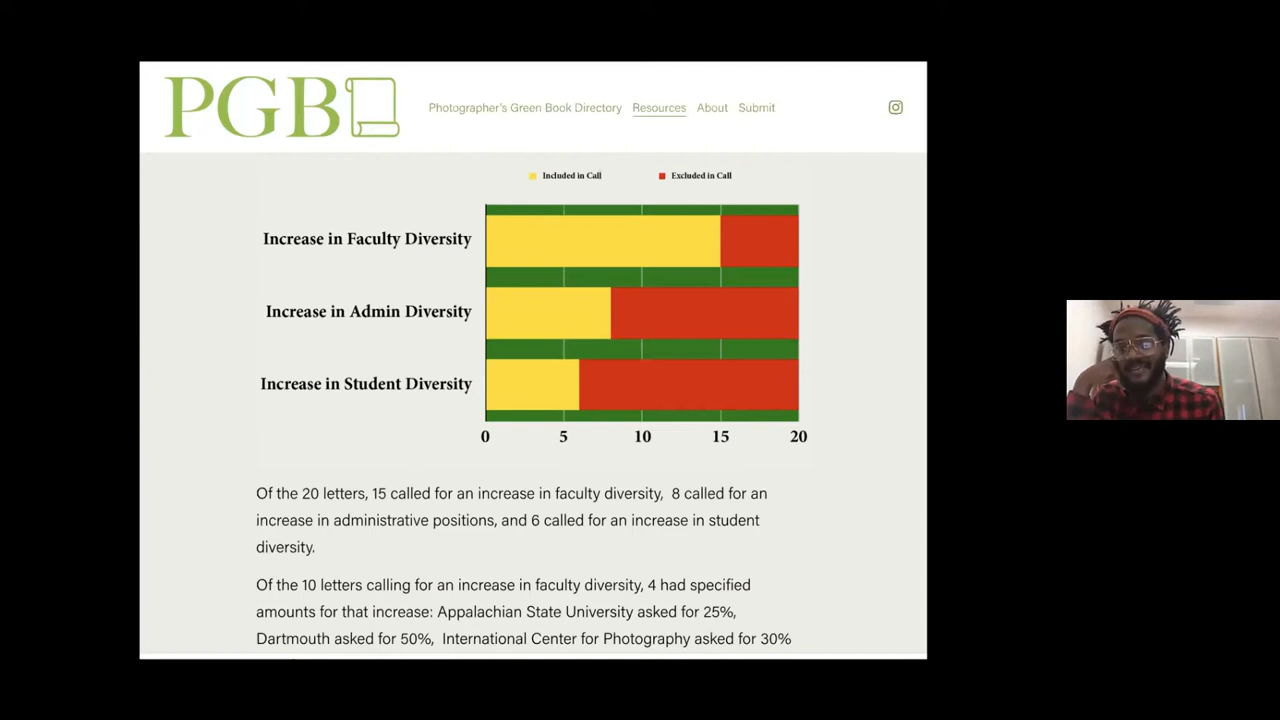 PGB
Photographer's Green Book Directory Resources About Submit
Included in Call Excluded in Call
Increase in Faculty Diversity
Increase in Admin Diversity
Increase in Student Diversity
0 5 10 15 20
Of the 20 letters, 15 called for an increase in faculty diversity, 8 called for an
increase in administrative positions, and 6 called for an increase in student
diversity.
Of the 10 letters calling for an increase in faculty diversity, 4 had specified
amounts for that increase: Appalachian State University asked for 25%,
Dartmouth asked for 50%, International Center for Photography asked for 30%